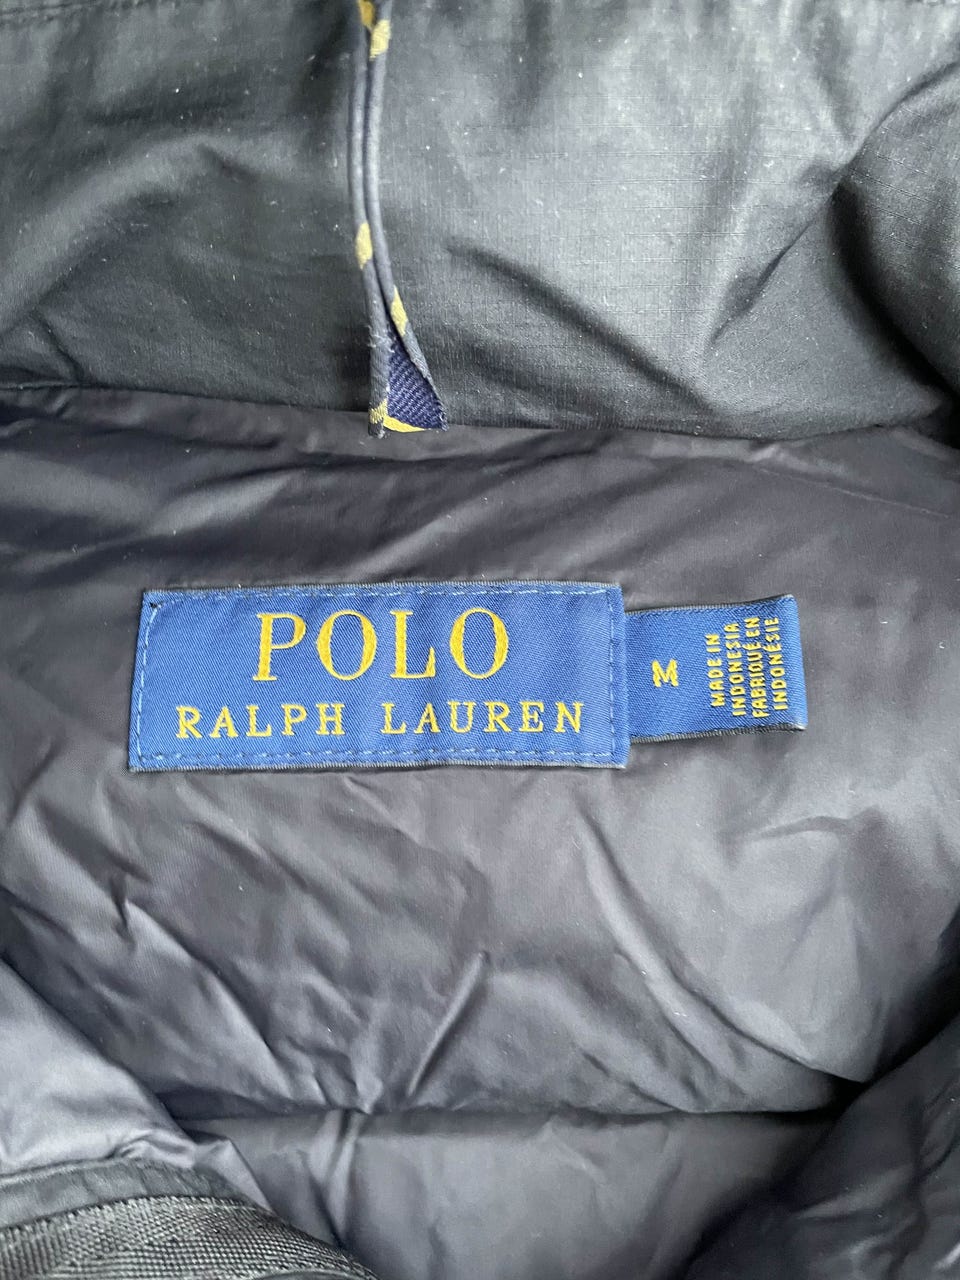 POLO
RALPH LAUREN
M
MADE IN
INDONESIA
FABRIQUÉ EN
INDONÉSIE